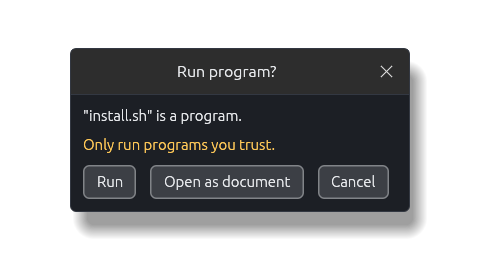 Run program?
"install.sh" is a program.
Only run programs you trust.
Run
Open as document
Cancel